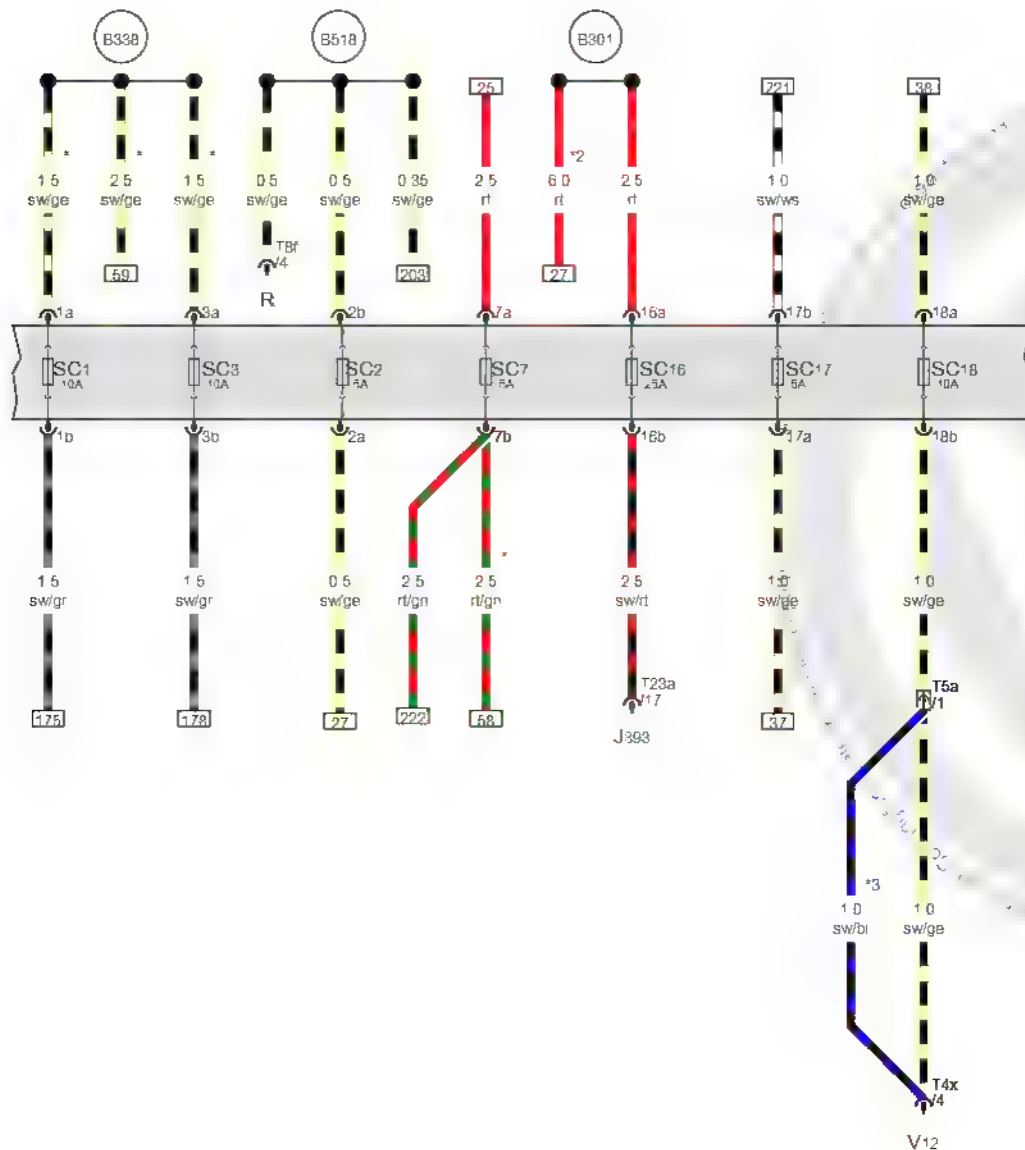 B338 B518 B301
25 221 38
* * * *2 *
1 5 2 5 1 5 0 5 0 5 0 35 2 5 6 0 2 5 1 0 1 0
sw/ge sw/ge sw/ge sw/ge sw/ge sw/ge rt rt rt sw/ws sw/ge
T8f
/4
59 203 27
R
1a 3a 2b 7a 16a 17b 18a
SC1 SC3 SC2 SC7 SC16 SC17 SC18
10A 10A 5A 5A 25A 5A 10A
1b 3b 2a 7b 16b 17a 18b
*
1 5 1 5 0 5 2 5 2 5 2 5 1 0 1 0
sw/gr sw/gr sw/ge rt/gn rt/gn sw/rt sw/ge sw/ge
T23a
/17
T5a
/1
175 178 27 222 58 37
J393
*3
1 0 1 0
sw/bl sw/ge
T4x
/4
V12